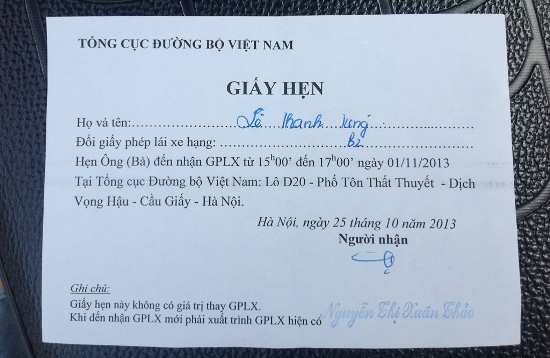 TỔNG CỤC ĐƯỜNG BỘ VIỆT NAM
GIẤY HẸN
Họ và tên: Lê Thanh Tùng
Đổi giấy phép lái xe hạng: B2
Hẹn Ông (Bà) đến nhận GPLX từ 15h00' đến 17h00' ngày 01/11/2013
Tại Tổng cục Đường bộ Việt Nam: Lô D20 - Phố Tôn Thất Thuyết - Dịch
Vọng Hậu - Cầu Giấy - Hà Nội.
Hà Nội, ngày 25 tháng 10 năm 2013
Người nhận
Ghi chú:
Giấy hẹn này không có giá trị thay GPLX.
Khi đến nhận GPLX mới phải xuất trình GPLX hiện có
Nguyễn Thị Xuân Thảo